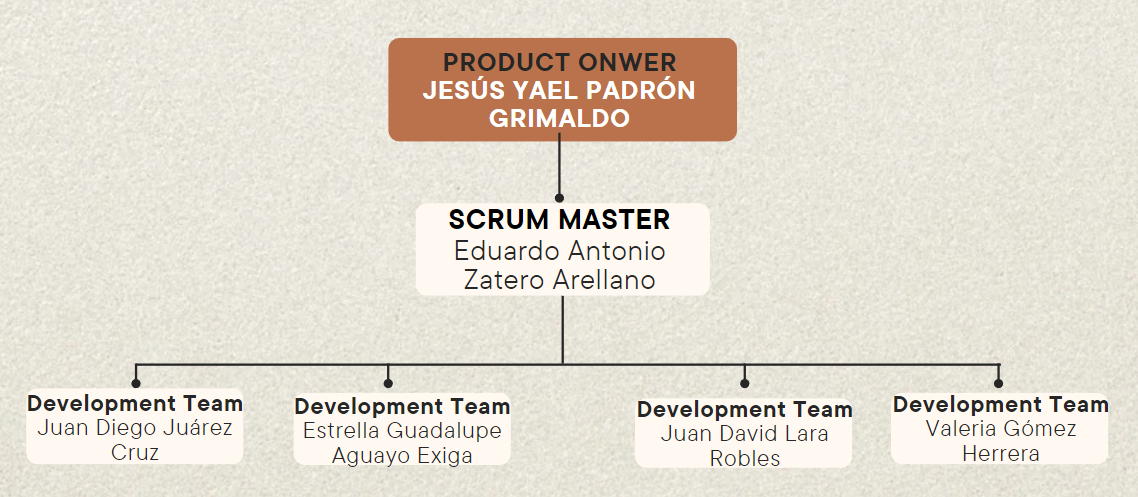 PRODUCT ONWER
JESÚS YAEL PADRÓN
GRIMALDO
SCRUM MASTER
Eduardo Antonio
Zatero Arellano
Development Team
Juan Diego Juárez
Cruz
Development Team
Estrella Guadalupe
Aguayo Exiga
Development Team
Juan David Lara
Robles
Development Team
Valeria Gómez
Herrera